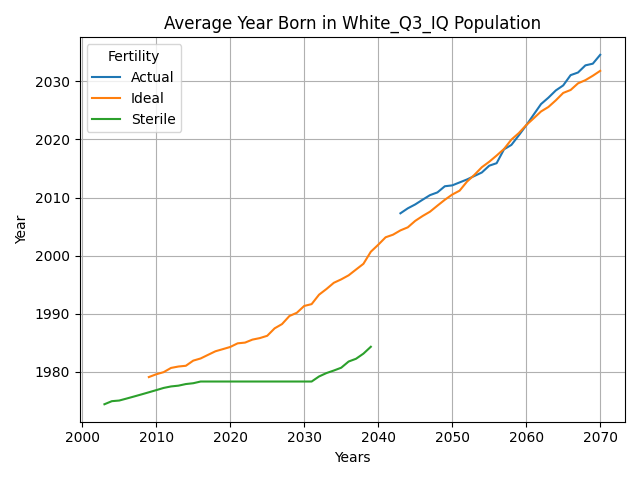 Average Year Born in White_Q3_IQ Population
Fertility
Actual
Ideal
Sterile
Year
2030
2020
2010
2000
1990
1980
2000 2010 2020 2030 2040 2050 2060 2070
Years